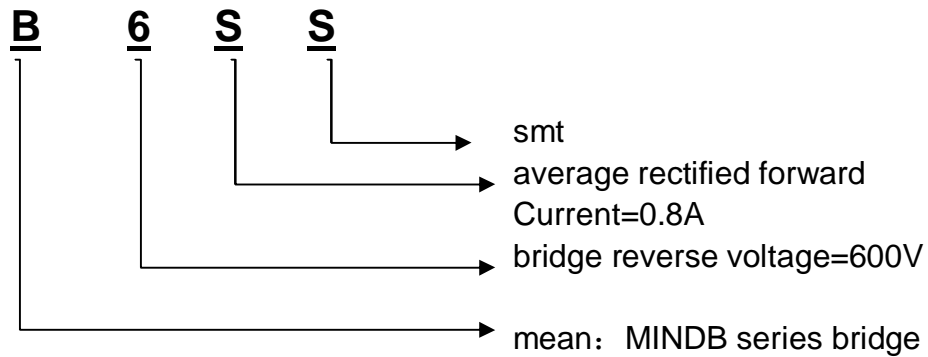 B 6 S S
smt
average rectified forward
Current=0.8A
bridge reverse voltage=600V
mean：MINDB series bridge